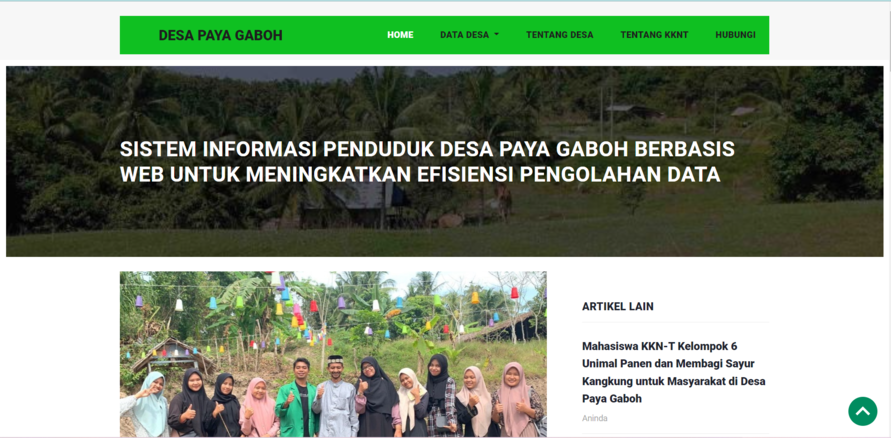 DESA PAYA GABOH
HOME
DATA DESA
TENTANG DESA
TENTANG KKNT
HUBUNGI
SISTEM INFORMASI PENDUDUK DESA PAYA GABOH BERBASIS
WEB UNTUK MENINGKATKAN EFISIENSI PENGOLAHAN DATA
ARTIKEL LAIN
Mahasiswa KKN-T Kelompok 6
Unimal Panen dan Membagi Sayur
Kangkung untuk Masyarakat di Desa
Paya Gaboh
Aninda